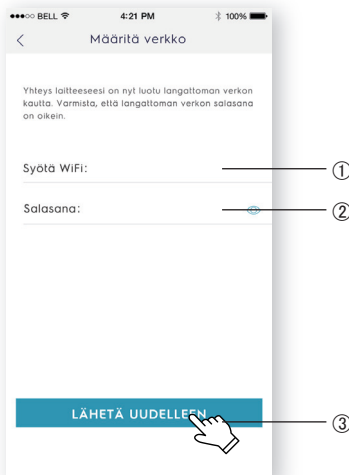 ●●●○○ BELL 4:21 PM 100%
< Määritä verkko
Yhteys laitteeseesi on nyt luotu langattoman verkon
kautta. Varmista, että langattoman verkon salasana
on oikein.
Syötä WiFi: ①
Salasana: ②
LÄHETÄ UUDELLEEN ③